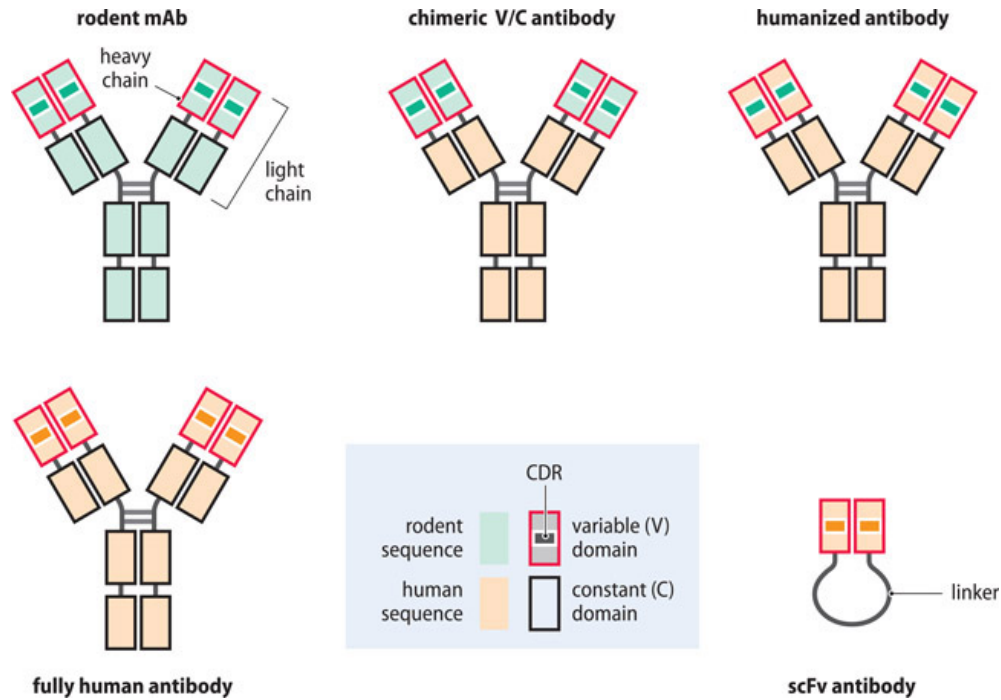 rodent mAb
chimeric V/C antibody
humanized antibody
heavy
chain
light
chain
CDR
rodent
sequence
variable (V)
domain
human
sequence
constant (C)
domain
linker
fully human antibody
scFv antibody